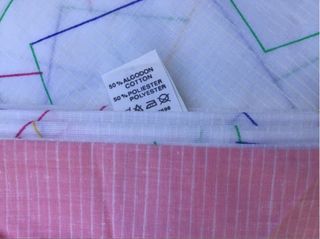 50% ALGODON
COTTON
50% POLIESTER
POLYESTER